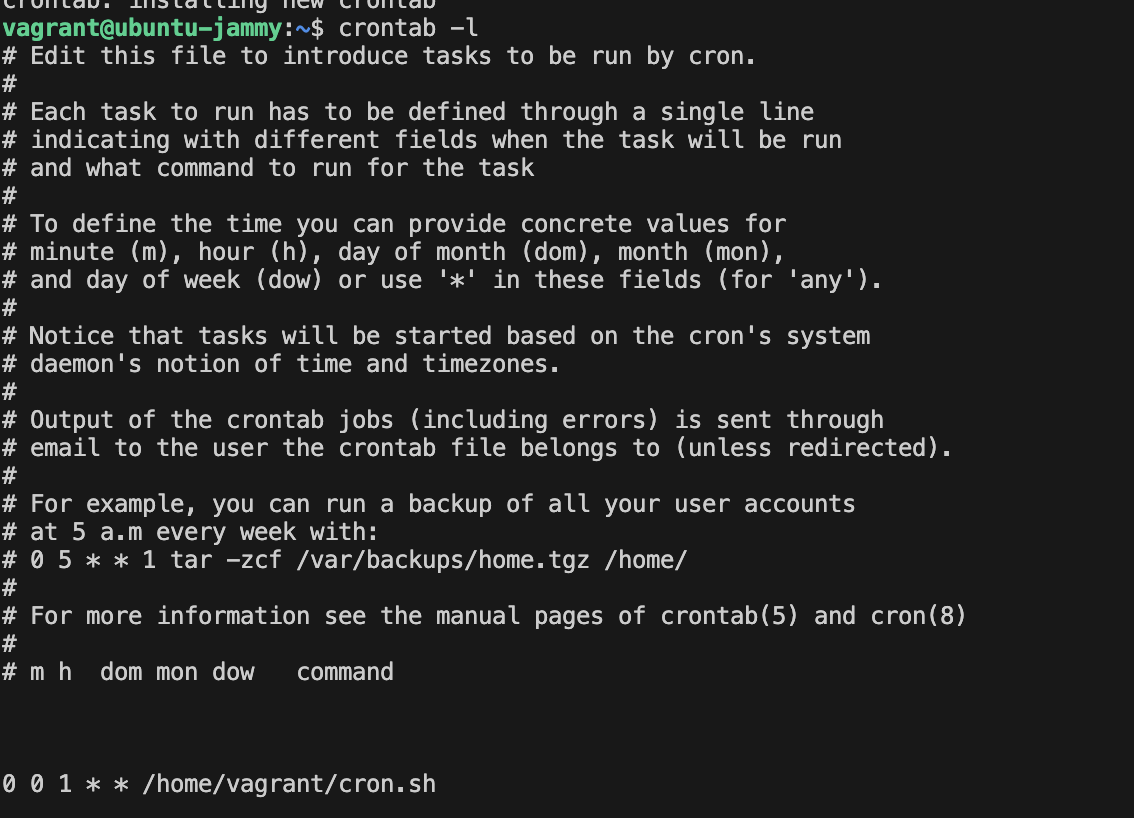 crontab: installing new crontab
vagrant@ubuntu-jammy:~$ crontab -l
# Edit this file to introduce tasks to be run by cron.
#
# Each task to run has to be defined through a single line
# indicating with different fields when the task will be run
# and what command to run for the task
#
# To define the time you can provide concrete values for
# minute (m), hour (h), day of month (dom), month (mon),
# and day of week (dow) or use '*' in these fields (for 'any').
#
# Notice that tasks will be started based on the cron's system
# daemon's notion of time and timezones.
#
# Output of the crontab jobs (including errors) is sent through
# email to the user the crontab file belongs to (unless redirected).
#
# For example, you can run a backup of all your user accounts
# at 5 a.m every week with:
# 0 5 * * 1 tar -zcf /var/backups/home.tgz /home/
#
# For more information see the manual pages of crontab(5) and cron(8)
#
# m h  dom mon dow   command
0 0 1 * * /home/vagrant/cron.sh